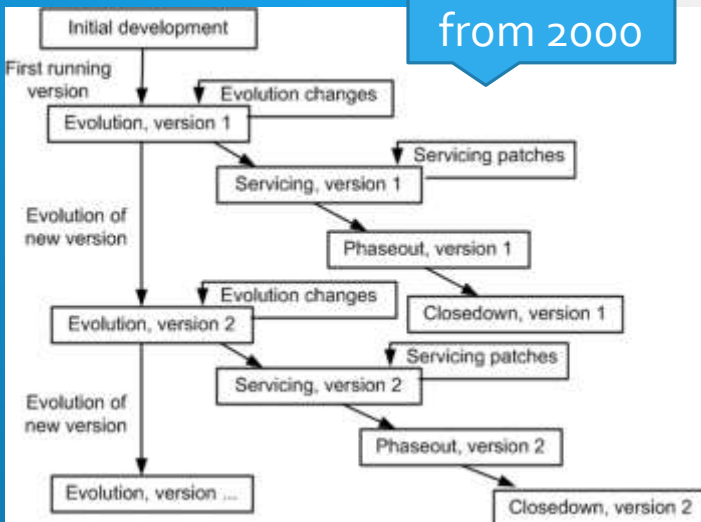 from 2000
Initial development
First running
version
Evolution changes
Evolution, version 1
Servicing patches
Servicing, version 1
Evolution of
new version
Phaseout, version 1
Evolution changes
Closedown, version 1
Evolution, version 2
Servicing patches
Servicing, version 2
Evolution of
new version
Phaseout, version 2
Evolution, version ...
Closedown, version 2